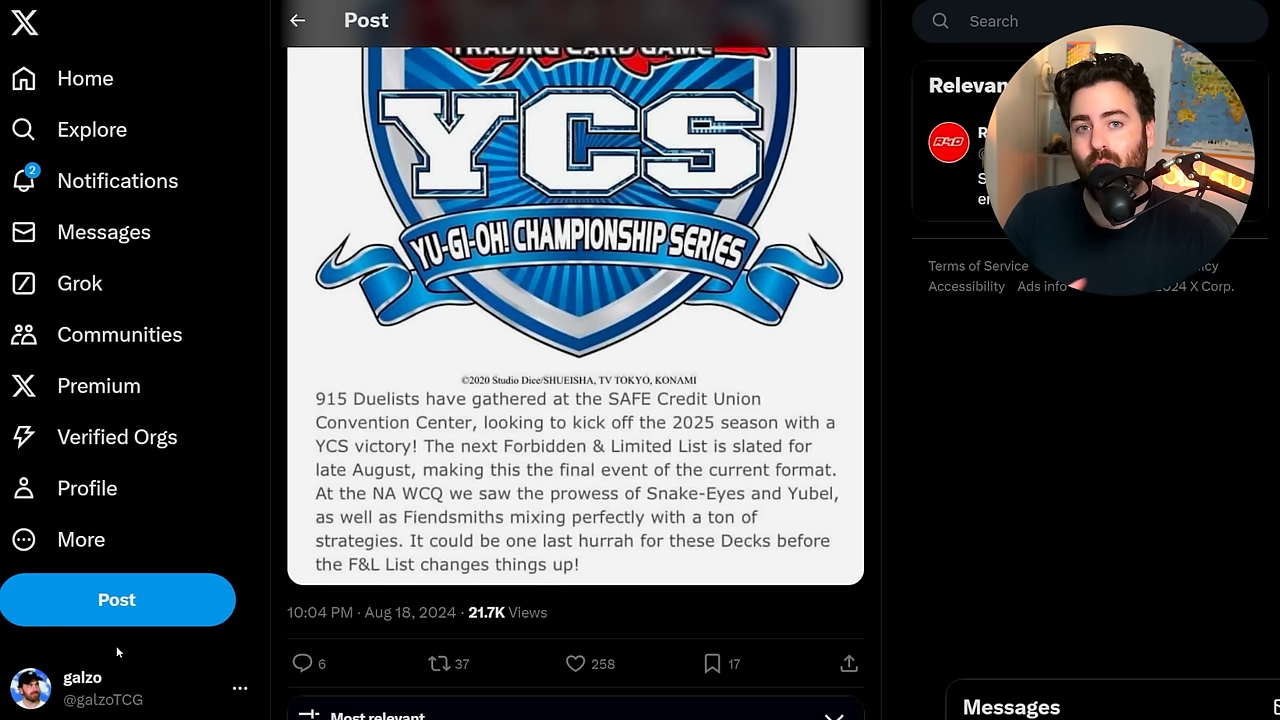 Post
Search
Home
Explore
2
Notifications
Messages
Grok
Communities
Premium
Verified Orgs
Profile
More
Post
galzo
@galzoTCG
TRADING CARD GAME
YCS
YU-GI-OH! CHAMPIONSHIP SERIES
©2020 Studio Dice/SHUEISHA, TV TOKYO, KONAMI
915 Duelists have gathered at the SAFE Credit Union
Convention Center, looking to kick off the 2025 season with a
YCS victory! The next Forbidden & Limited List is slated for
late August, making this the final event of the current format.
At the NA WCQ we saw the prowess of Snake-Eyes and Yubel,
as well as Fiendsmiths mixing perfectly with a ton of
strategies. It could be one last hurrah for these Decks before
the F&L List changes things up!
10:04 PM · Aug 18, 2024 · 21.7K Views
6
37
258
17
Most relevant
Relevan
R4D
Terms of Service
Accessibility
Ads info
2024 X Corp.
Messages